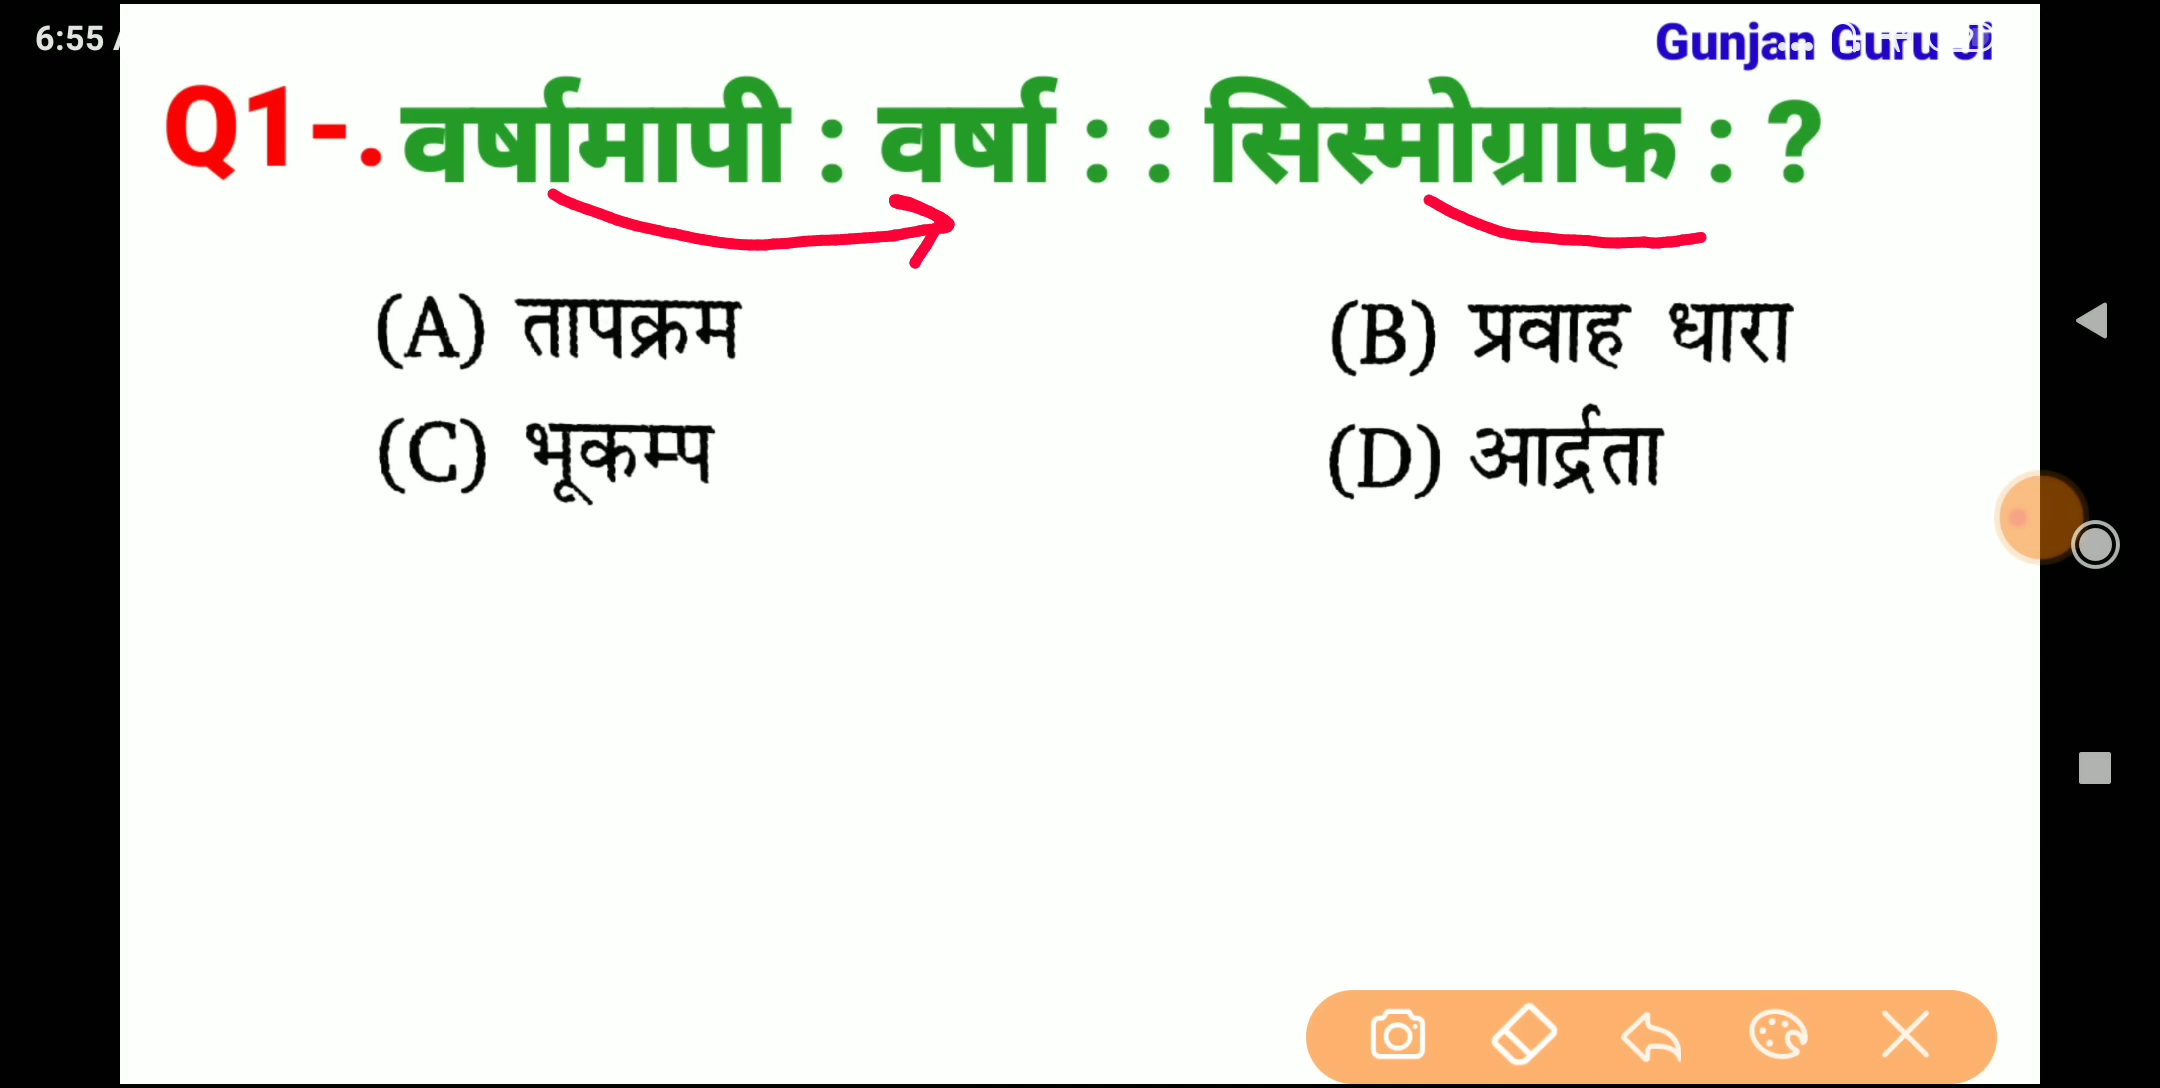 6:55
Gunjan Guru Ji
Q1-. वर्षामापी : वर्षा : : सिस्मोग्राफ : ?
(A) तापक्रम (B) प्रवाह धारा
(C) भूकम्प (D) आर्द्रता